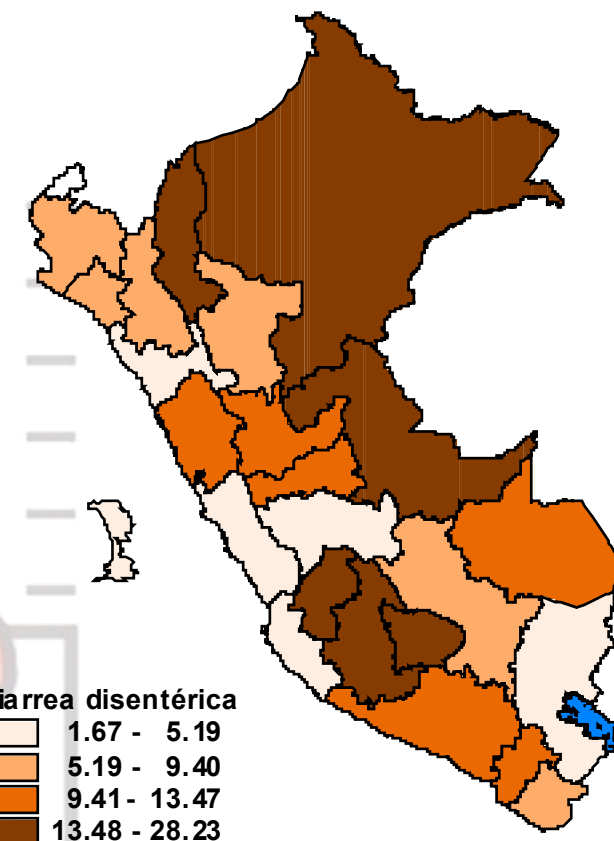 iarrea disentérica
1.67 - 5.19
5.19 - 9.40
9.41 - 13.47
13.48 - 28.23